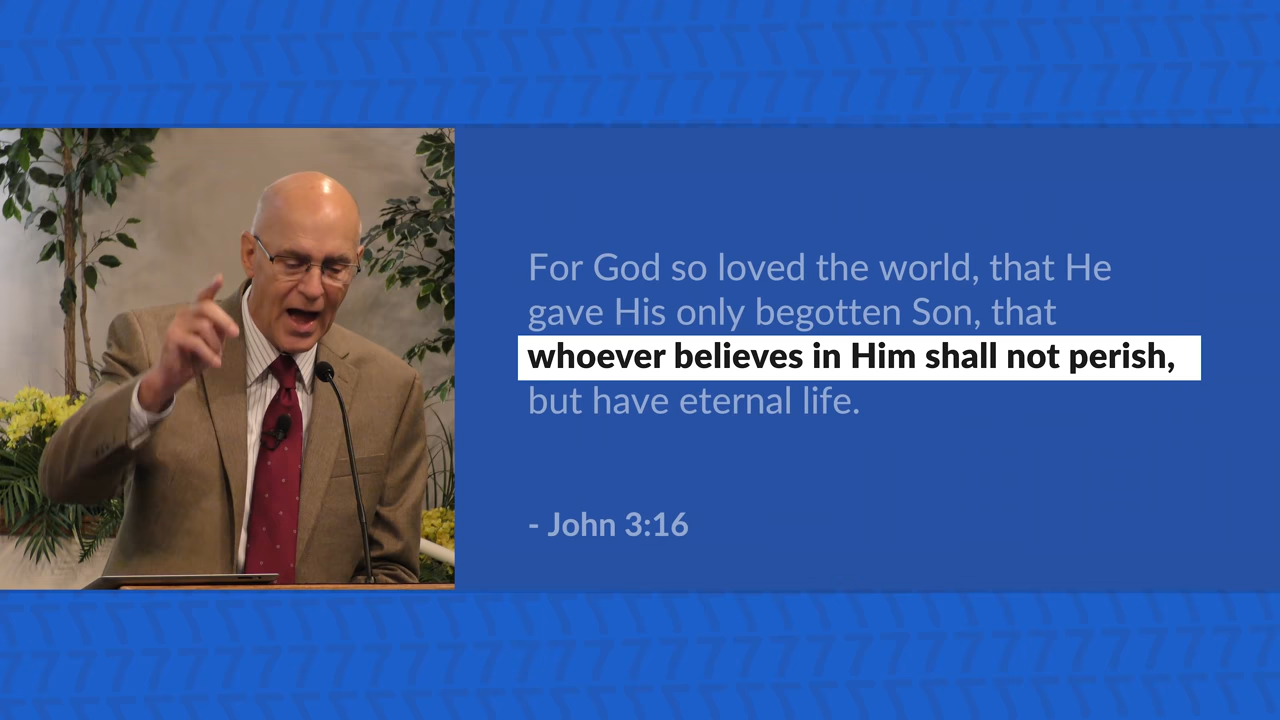 For God so loved the world, that He
gave His only begotten Son, that
whoever believes in Him shall not perish,
but have eternal life.
- John 3:16